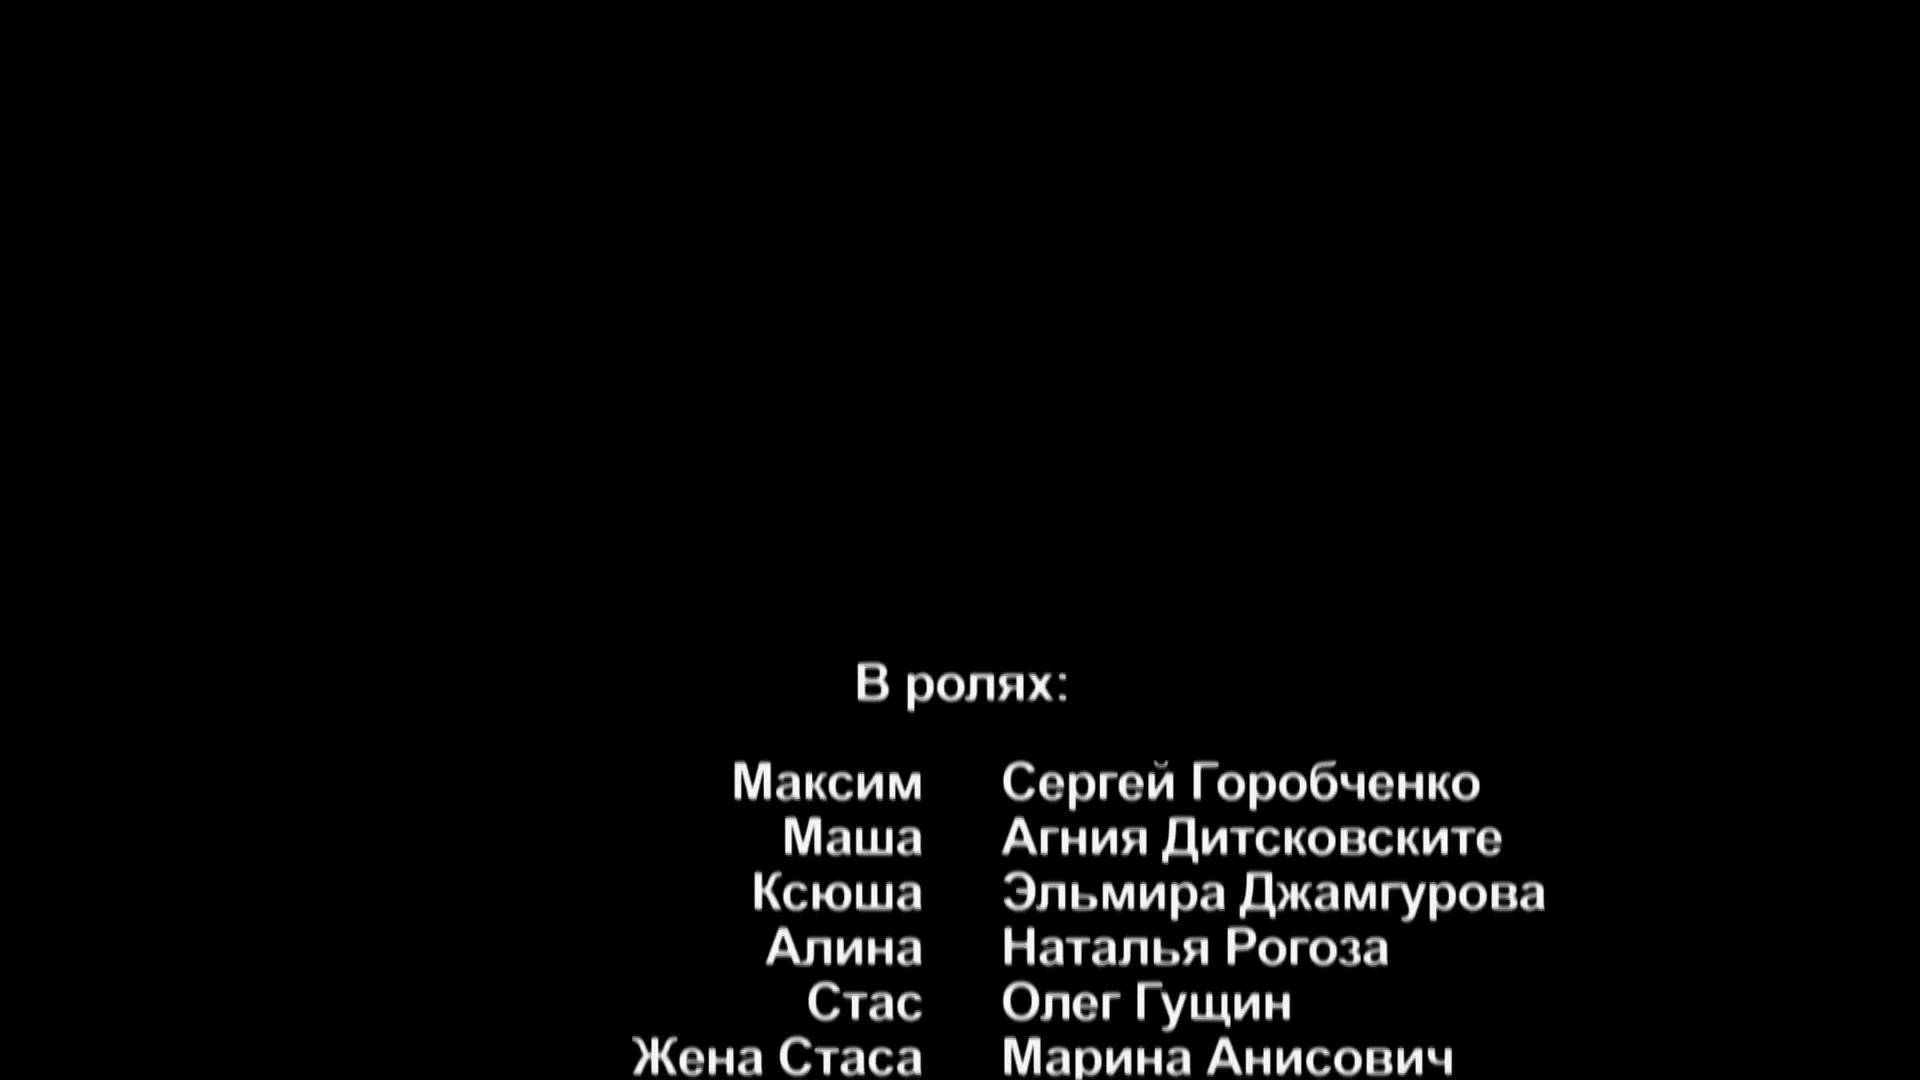 В ролях:
Максим Сергей Горобченко
Маша Агния Дитсковските
Ксюша Эльмира Джамгурова
Алина Наталья Рогоза
Стас Олег Гущин
Жена Стаса Марина Анисович